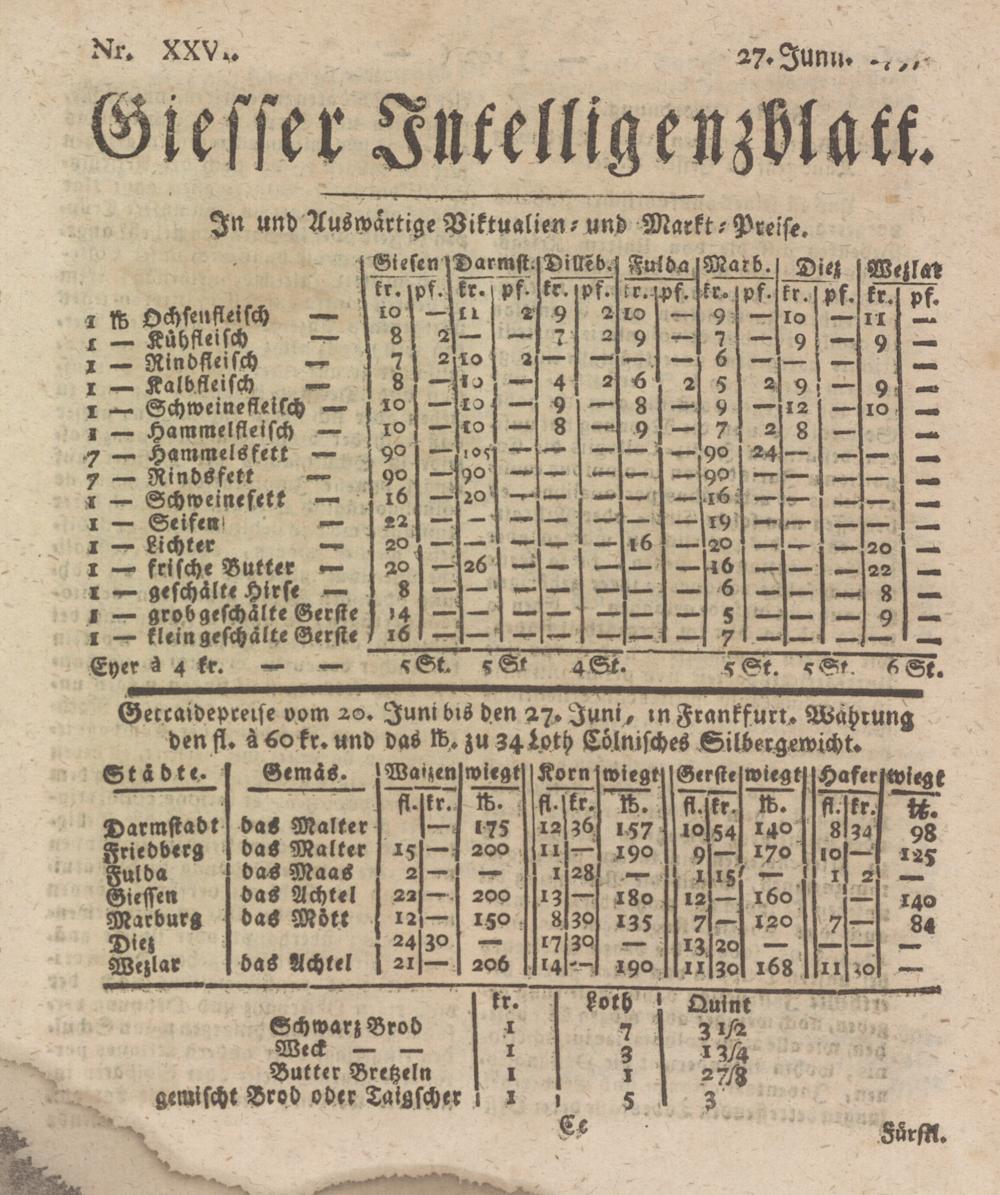 Nr. XXV
27. Junii.
Giesser Intelligenzblatt.
In und Auswärtige Viktualien- und Markt-Preise.
Giesen Darmst. Dilleb. Fulda Marb. Diez Wezlar
kr. pf. kr. pf. kr. pf. kr. pf. kr. pf. kr. pf. kr. pf.
1 ℔ Ochsenfleisch — 10 — 11 2 9 2 10 — 9 — 10 — 11 —
1 — Kühfleisch — 8 2 — — 7 2 9 — 7 — 9 — 9 —
1 — Rindfleisch — 7 2 10 2 — — — — 6 — — — — —
1 — Kalbfleisch — 8 — 10 — 4 2 6 2 5 2 9 — 9 —
1 — Schweinefleisch — 10 — 10 — 9 — 8 — 9 — 12 — 10 —
1 — Hammelfleisch — 10 — 10 — 8 — 9 — 7 2 8 — — —
7 — Hammelsfett — 90 — 105 — — — — — 90 24 — — — —
7 — Rindsfett — 90 — 90 — — — — — 90 — — — — —
1 — Schweinefett — 16 — 20 — — — — — 16 — — — — —
1 — Seifen — 22 — — — — — — — 19 — — — — —
1 — Lichter — 20 — — — — — 16 — 20 — — — 20 —
1 — frische Butter — 20 — 26 — — — — — 16 — — — 22 —
1 — geschälte Hirse — 8 — — — — — — — 6 — — — 8 —
1 — grob geschälte Gerste 14 — — — — — — — 5 — — — 9 —
1 — klein geschälte Gerste 16 — — — — — — — 7 — — — — —
Eyer à 4 kr. — — 5 St. 5 St 4 St. 5 St. 5 St. 6 St.
Getraidepreise vom 20. Juni bis den 27. Juni, in Frankfurt. Währung
den fl. à 60 kr. und das ℔. zu 34 Loth Cölnisches Silbergewicht.
Städte. Gemäs. Waizen wiegt Korn wiegt Gerste wiegt Hafer wiegt
fl. kr. ℔. fl. kr. ℔. fl. kr. ℔. fl. kr. ℔.
Darmstadt das Malter — 175 12 36 157 10 54 140 8 34 98
Friedberg das Malter 15 — 200 11 — 190 9 — 170 10 — 125
Fulda das Maas 2 — — 1 28 — 1 15 — 1 2 —
Giessen das Achtel 22 — 200 13 — 180 12 — 160 — 140
Marburg das Mött 12 — 150 8 30 135 7 — 120 7 — 84
Diez 24 30 — 17 30 — 13 20 — — — —
Wezlar das Achtel 21 — 206 14 — 190 11 30 168 11 30 —
kr. Loth Quint
Schwarz Brod 1 7 3 1/2
Weck — — 1 3 1 3/4
Butter Bretzeln 1 1 2 7/8
gemischt Brod oder Taigscher 1 5 3
Ee
Fürstl.